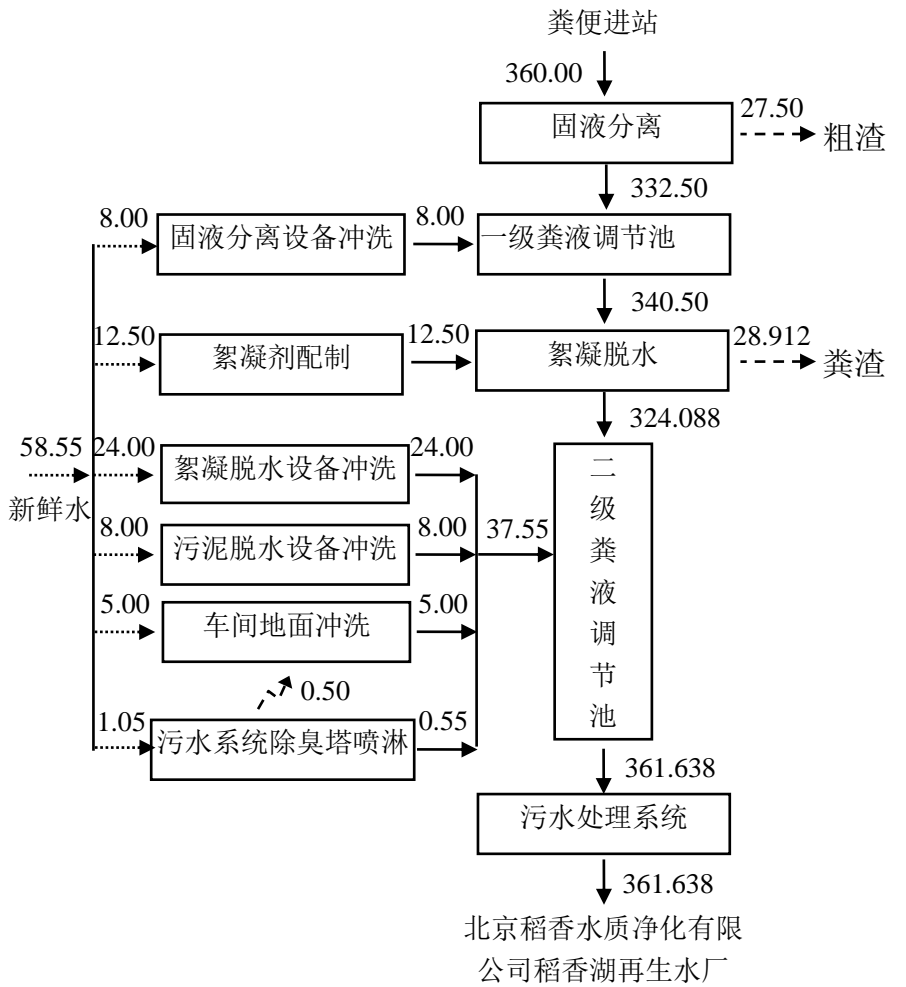 粪便进站
360.00
固液分离
27.50
粗渣
332.50
8.00
固液分离设备冲洗
8.00
一级粪液调节池
340.50
12.50
絮凝剂配制
12.50
絮凝脱水
28.912
粪渣
324.088
58.55
新鲜水
24.00
絮凝脱水设备冲洗
24.00
8.00
污泥脱水设备冲洗
8.00
37.55
二级粪液调节池
5.00
车间地面冲洗
5.00
0.50
1.05
污水系统除臭塔喷淋
0.55
361.638
污水处理系统
361.638
北京稻香水质净化有限
公司稻香湖再生水厂